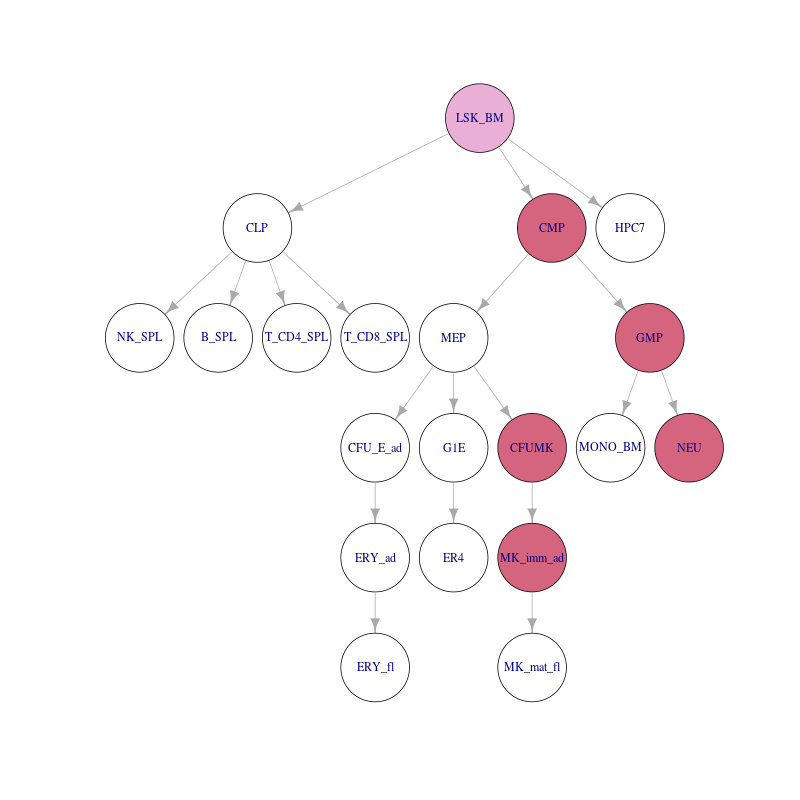 LSK_BM
CLP
CMP
HPC7
NK_SPL
B_SPL
T_CD4_SPL
T_CD8_SPL
MEP
GMP
CFU_E_ad
G1E
CFUMK
MONO_BM
NEU
ERY_ad
ER4
MK_imm_ad
ERY_fl
MK_mat_fl